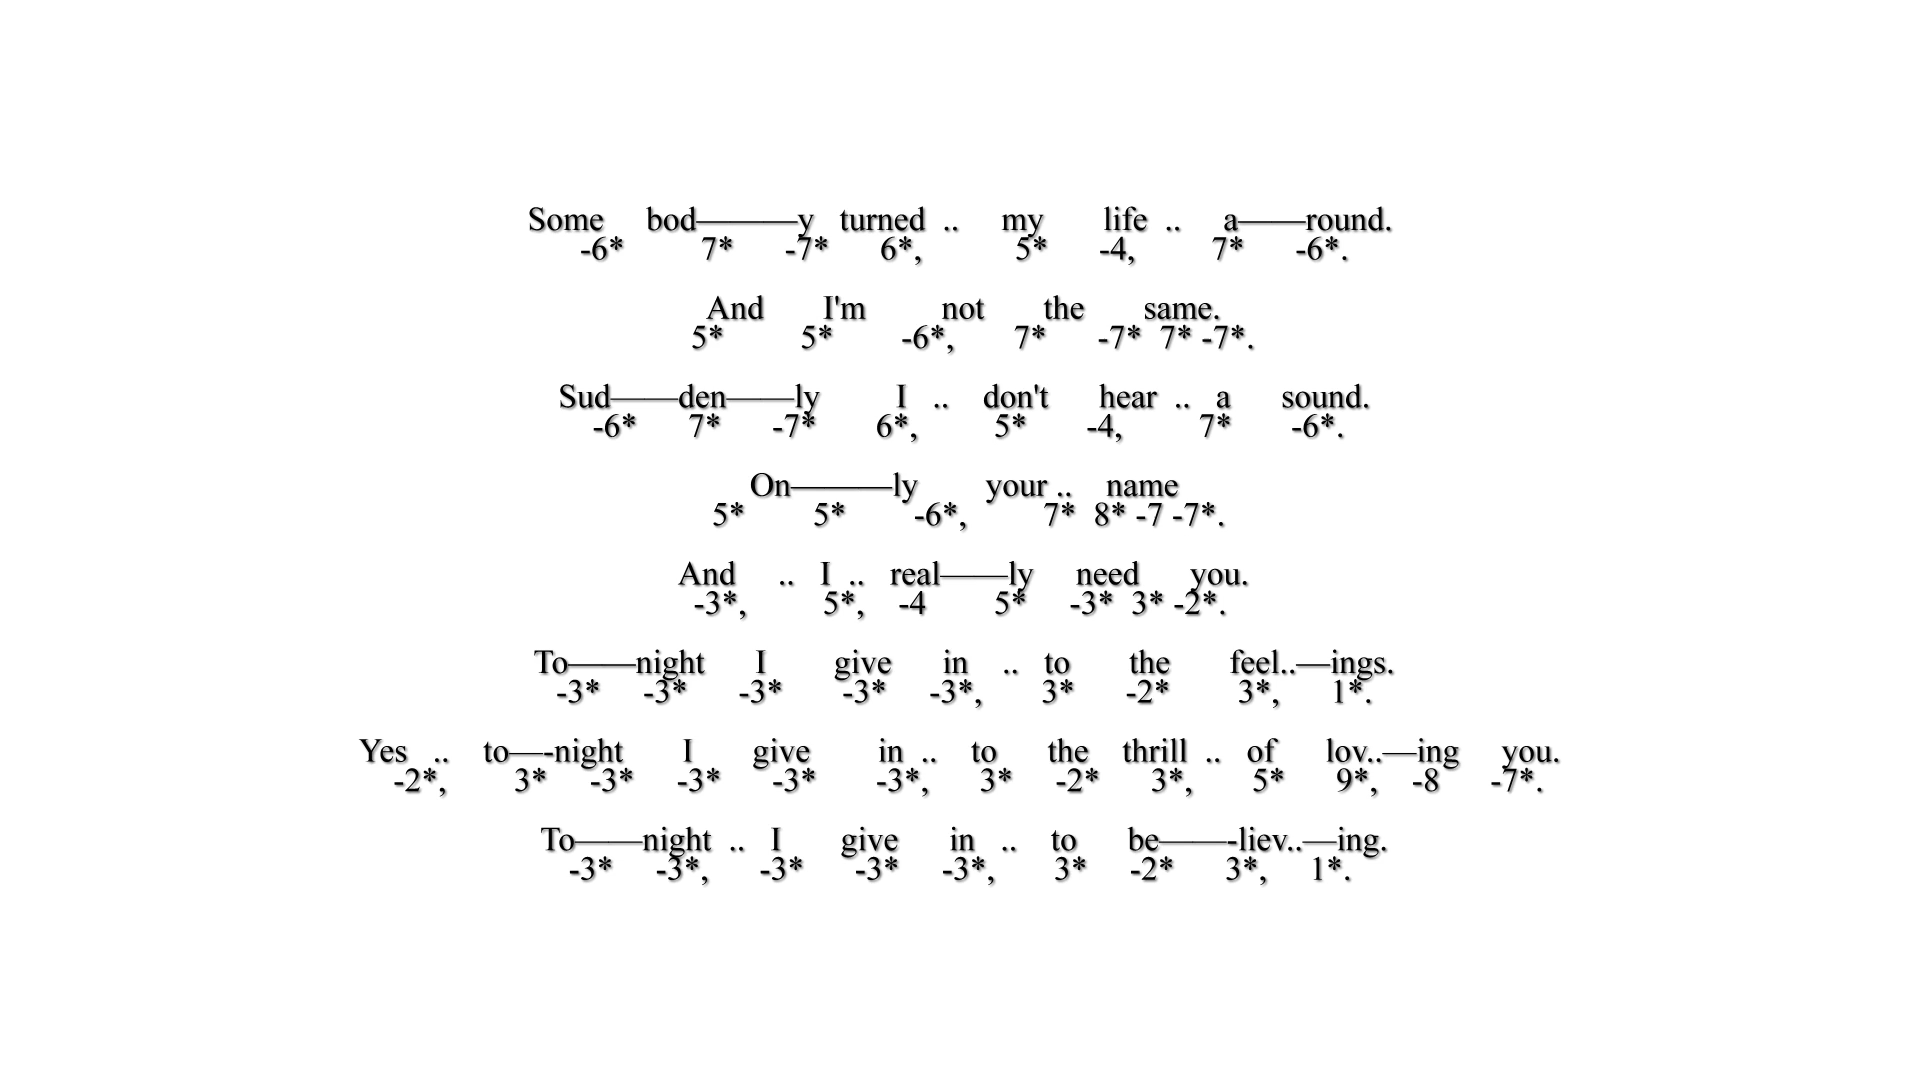 Some bod———y turned .. my life .. a——round.
-6* 7* -7* 6*, 5* -4, 7* -6*.
And I'm not the same.
5* 5* -6*, 7* -7* 7* -7*.
Sud——den——ly I .. don't hear .. a sound.
-6* 7* -7* 6*, 5* -4, 7* -6*.
On———ly your .. name
5* 5* -6*, 7* 8* -7 -7*.
And .. I .. real——ly need you.
-3*, 5*, -4 5* -3* 3* -2*.
To——night I give in .. to the feel..—ings.
-3* -3* -3* -3* -3*, 3* -2* 3*, 1*.
Yes .. to—-night I give in .. to the thrill .. of lov..—ing you.
-2*, 3* -3* -3* -3* -3*, 3* -2* 3*, 5* 9*, -8 -7*.
To——night .. I give in .. to be——-liev..—ing.
-3* -3*, -3* -3* -3*, 3* -2* 3*, 1*.